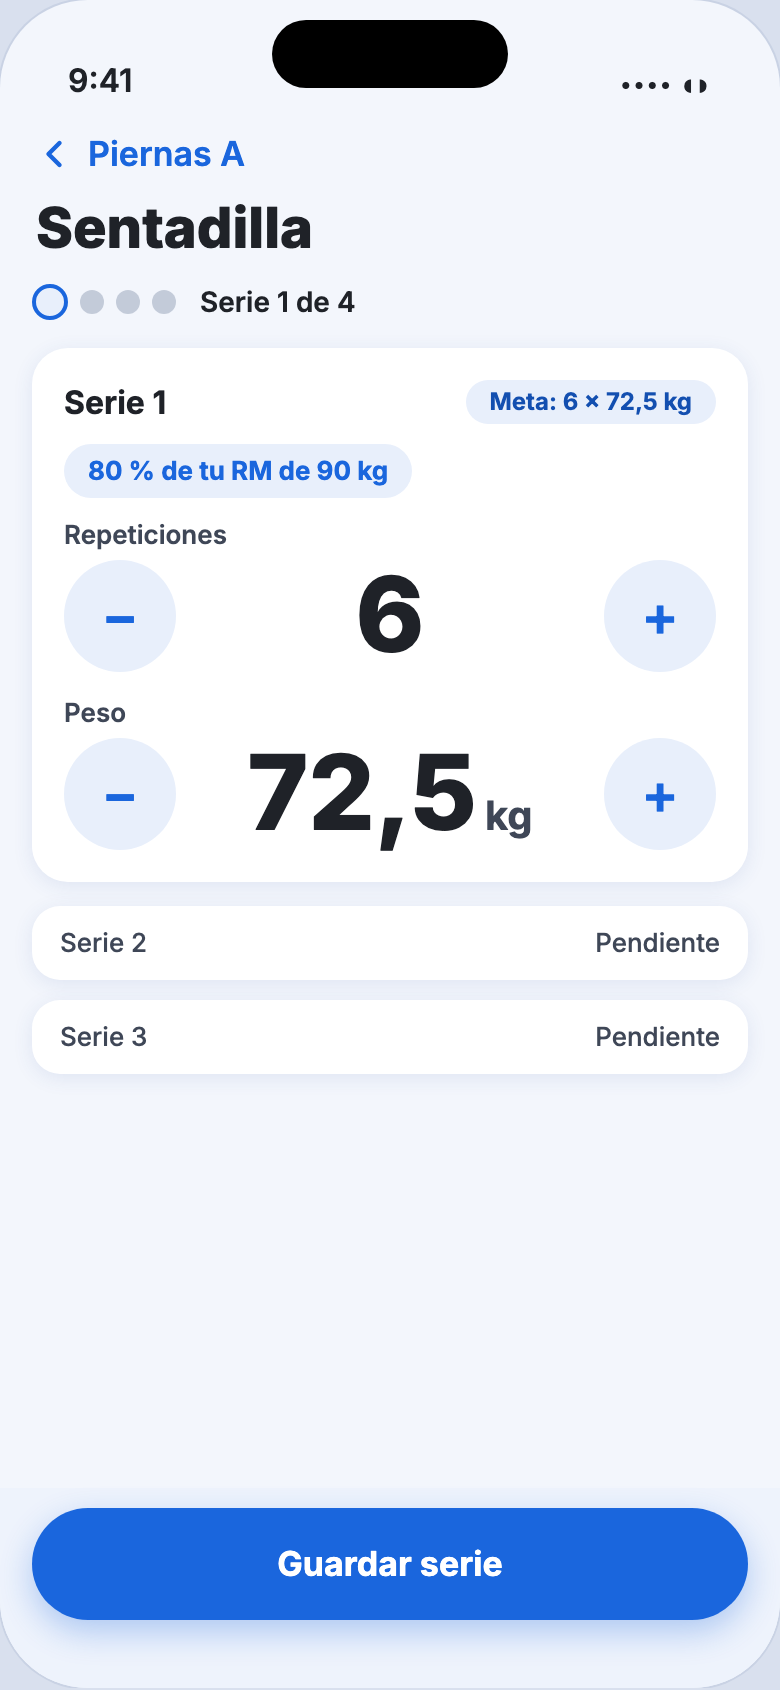 9:41
Piernas A
Sentadilla
Serie 1 de 4
Serie 1
Meta: 6 × 72,5 kg
80 % de tu RM de 90 kg
Repeticiones
− 6 +
Peso
− 72,5 kg +
Serie 2 Pendiente
Serie 3 Pendiente
Guardar serie